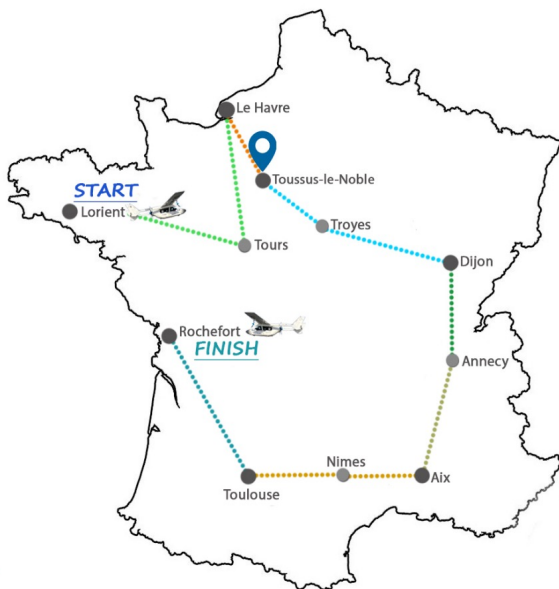 Le Havre
Toussus-le-Noble
START
Lorient
Troyes
Tours
Dijon
Rochefort
FINISH
Annecy
Nimes
Toulouse
Aix